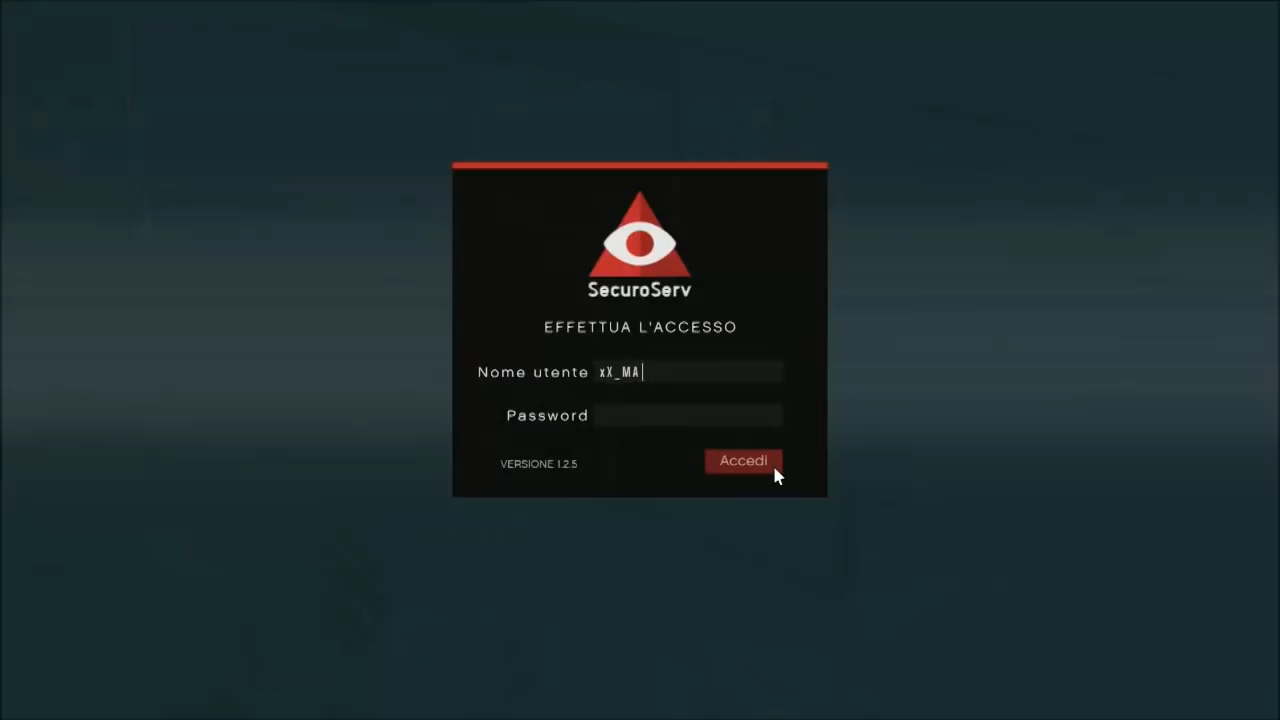 SecuroServ
EFFETTUA L'ACCESSO
Nome utente xX_MA
Password
VERSIONE 1.2.5 Accedi